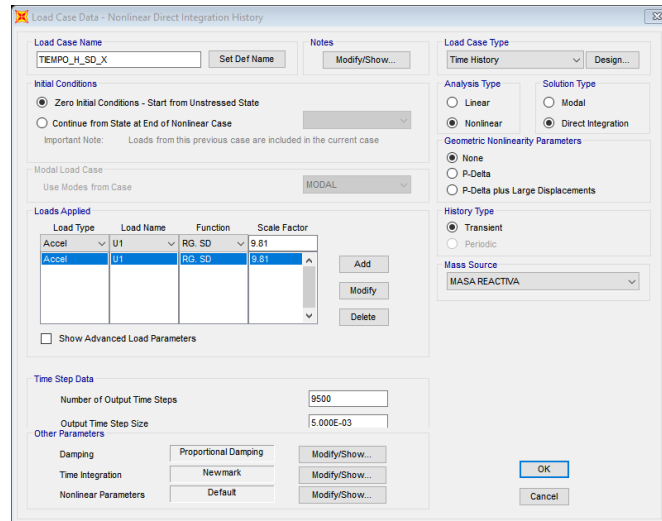 Load Case Data - Nonlinear Direct Integration History
Load Case Name
TIEMPO_H_SD_X
Set Def Name
Notes
Modify/Show...
Load Case Type
Time History
Design...
Initial Conditions
Zero Initial Conditions - Start from Unstressed State
Continue from State at End of Nonlinear Case
Important Note: Loads from this previous case are included in the current case
Analysis Type
Linear
Nonlinear
Solution Type
Modal
Direct Integration
Geometric Nonlinearity Parameters
None
P-Delta
P-Delta plus Large Displacements
Modal Load Case
Use Modes from Case
MODAL
History Type
Transient
Periodic
Loads Applied
Load Type Load Name Function Scale Factor
Accel U1 RG. SD 9.81
Accel U1 RG. SD 9.81
Add
Modify
Delete
Show Advanced Load Parameters
Mass Source
MASA REACTIVA
Time Step Data
Number of Output Time Steps 9500
Output Time Step Size 5.000E-03
Other Parameters
Damping Proportional Damping Modify/Show...
Time Integration Newmark Modify/Show...
Nonlinear Parameters Default Modify/Show...
OK
Cancel